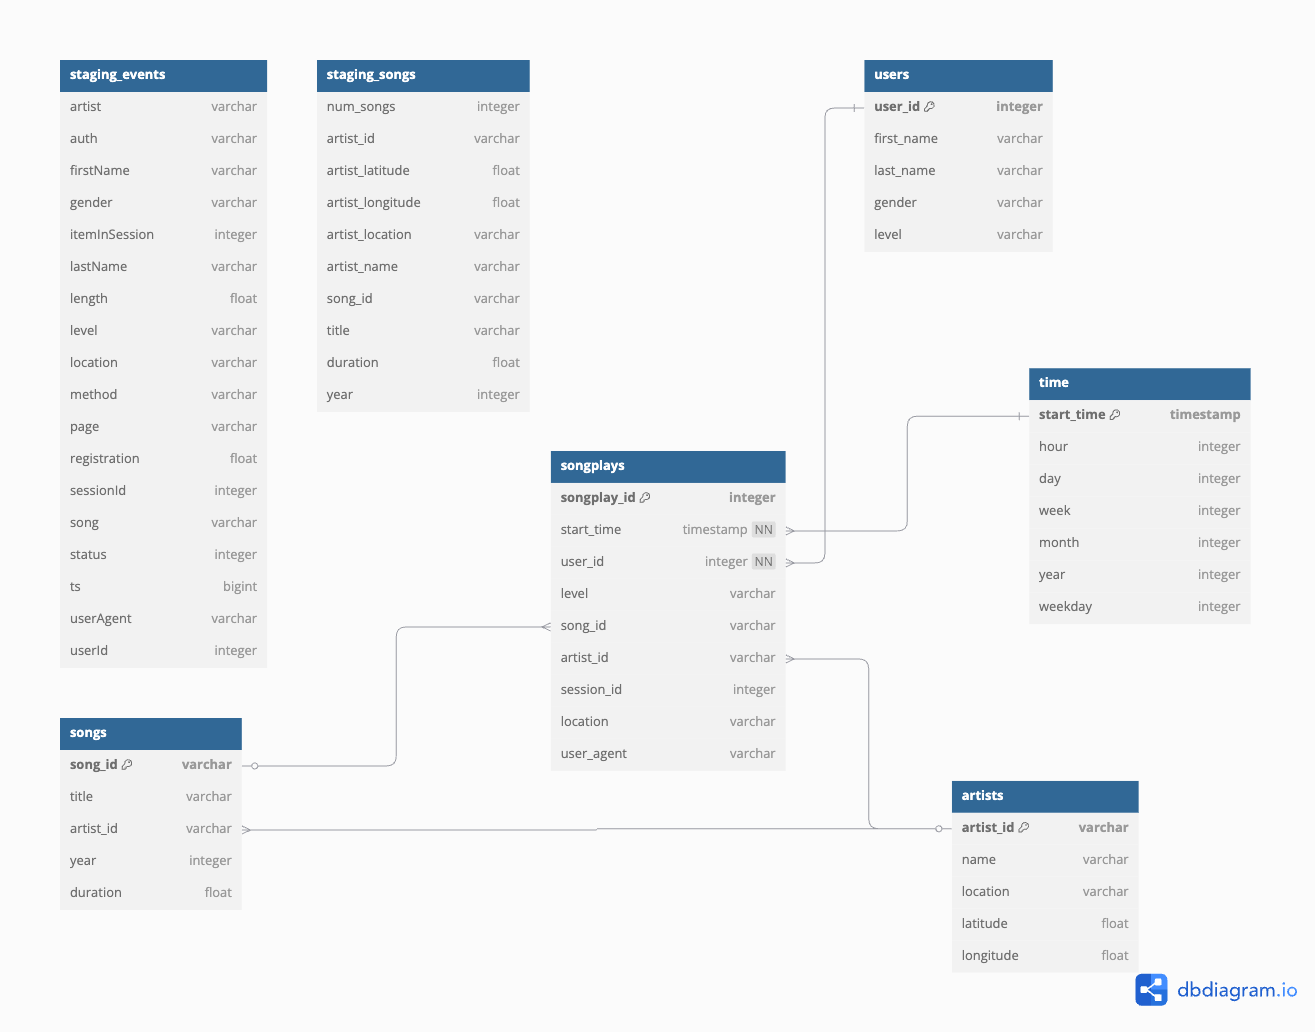 staging_events
artist varchar
auth varchar
firstName varchar
gender varchar
itemInSession integer
lastName varchar
length float
level varchar
location varchar
method varchar
page varchar
registration float
sessionId integer
song varchar
status integer
ts bigint
userAgent varchar
userId integer
staging_songs
num_songs integer
artist_id varchar
artist_latitude float
artist_longitude float
artist_location varchar
artist_name varchar
song_id varchar
title varchar
duration float
year integer
users
user_id integer
first_name varchar
last_name varchar
gender varchar
level varchar
time
start_time timestamp
hour integer
day integer
week integer
month integer
year integer
weekday integer
songplays
songplay_id integer
start_time timestamp NN
user_id integer NN
level varchar
song_id varchar
artist_id varchar
session_id integer
location varchar
user_agent varchar
songs
song_id varchar
title varchar
artist_id varchar
year integer
duration float
artists
artist_id varchar
name varchar
location varchar
latitude float
longitude float
dbdiagram.io